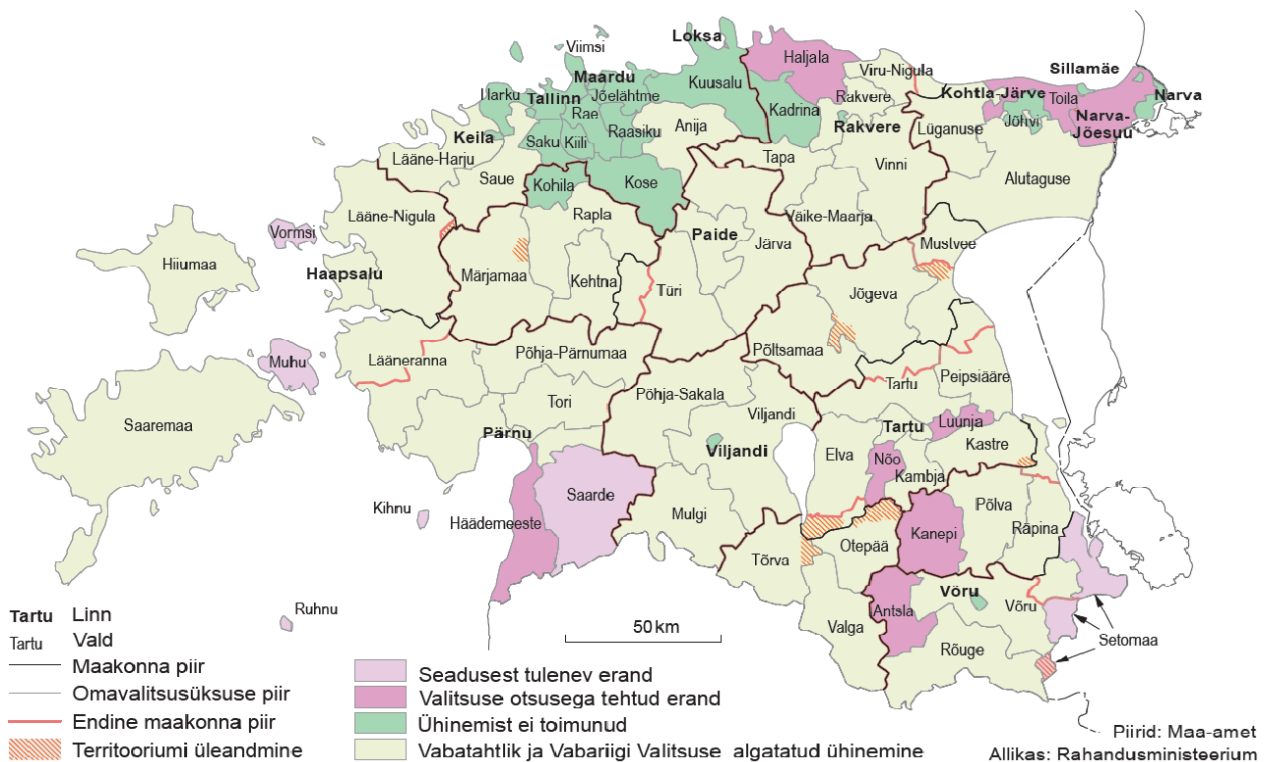 Loksa
Viimsi
Haljala
Maardu
Viru-Nigula
Sillamäe
Kuusalu
Harku
Tallinn
Jõelähtme
Rakvere
Kohtla-Järve
Toila
Narva
Rae
Kadrina
Keila
Raasiku
Anija
Rakvere
Jõhvi
Narva-
Jõesuu
Saku
Kiili
Lüganuse
Lääne-Harju
Tapa
Vinni
Saue
Kohila
Kose
Alutaguse
Lääne-Nigula
Rapla
Väike-Maarja
Vormsi
Paide
Järva
Mustvee
Hiiumaa
Haapsalu
Märjamaa
Kehtna
Türi
Jõgeva
Muhu
Lääneranna
Põhja-Pärnumaa
Põltsamaa
Tartu
Peipsiääre
Põhja-Sakala
Tori
Viljandi
Saaremaa
Pärnu
Tartu
Luunja
Viljandi
Elva
Nõo
Kastre
Kambja
Saarde
Kihnu
Häädemeeste
Mulgi
Põlva
Räpina
Kanepi
Otepää
Tõrva
Võru
Võru
Ruhnu
Antsla
Valga
Rõuge
Setomaa
50 km
Tartu Linn
Tartu Vald
Maakonna piir
Omavalitsusüksuse piir
Endine maakonna piir
Territooriumi üleandmine
Seadusest tulenev erand
Valitsuse otsusega tehtud erand
Ühinemist ei toimunud
Vabatahtlik ja Vabariigi Valitsuse algatatud ühinemine
Piirid: Maa-amet
Allikas: Rahandusministeerium